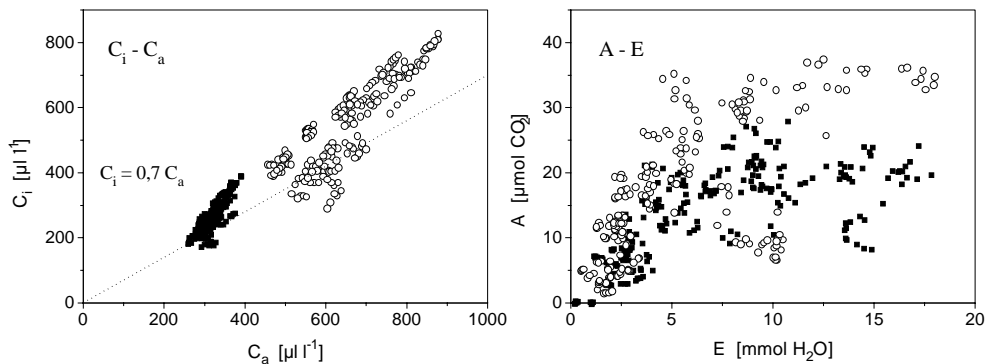 C_i - C_a
C_i = 0,7 C_a
C_i [µl l⁻¹]
800
600
400
200
0
0 200 400 600 800 1000
C_a [µl l⁻¹]
A - E
A [µmol CO₂]
40
30
20
10
0
0 5 10 15 20
E [mmol H₂O]